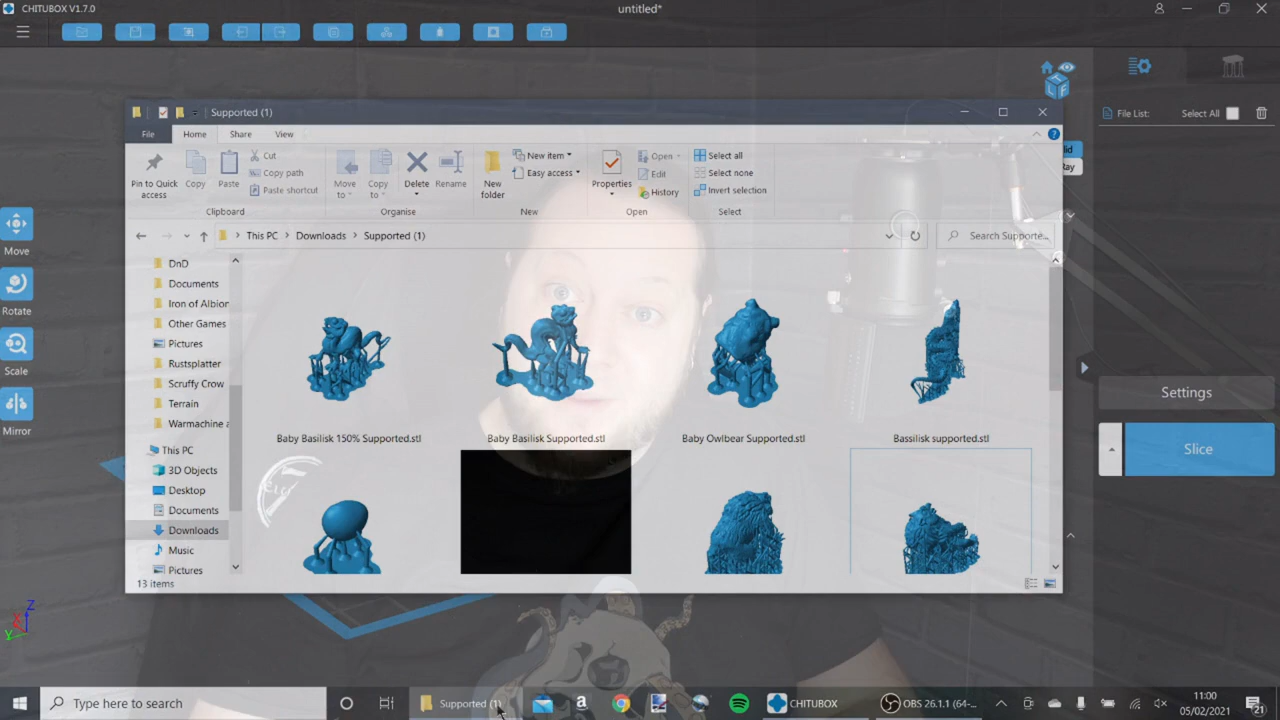 CHITUBOX V1.7.0
untitled*
Supported (1)
File
Home
Share
View
Pin to Quick access
Copy
Paste
Cut
Copy path
Paste shortcut
Clipboard
Move to
Copy to
Delete
Rename
Organise
New folder
New item
Easy access
New
Properties
Open
Edit
History
Open
Select all
Select none
Invert selection
Select
This PC
Downloads
Supported (1)
Search Supporte...
DnD
Documents
Iron of Albion
Other Games
Pictures
Rustsplatter
Scruffy Crow
Terrain
Warmachine a
This PC
3D Objects
Desktop
Documents
Downloads
Music
Pictures
Baby Basilisk 150% Supported.stl
Baby Basilisk Supported.stl
Baby Owlbear Supported.stl
Bassilisk supported.stl
13 items
Move
Rotate
Scale
Mirror
File List:
Select All
Settings
Slice
Z
X
Y
Type here to search
Supported (1)
CHITUBOX
OBS 26.1.1 (64-...
11:00
05/02/2021
21